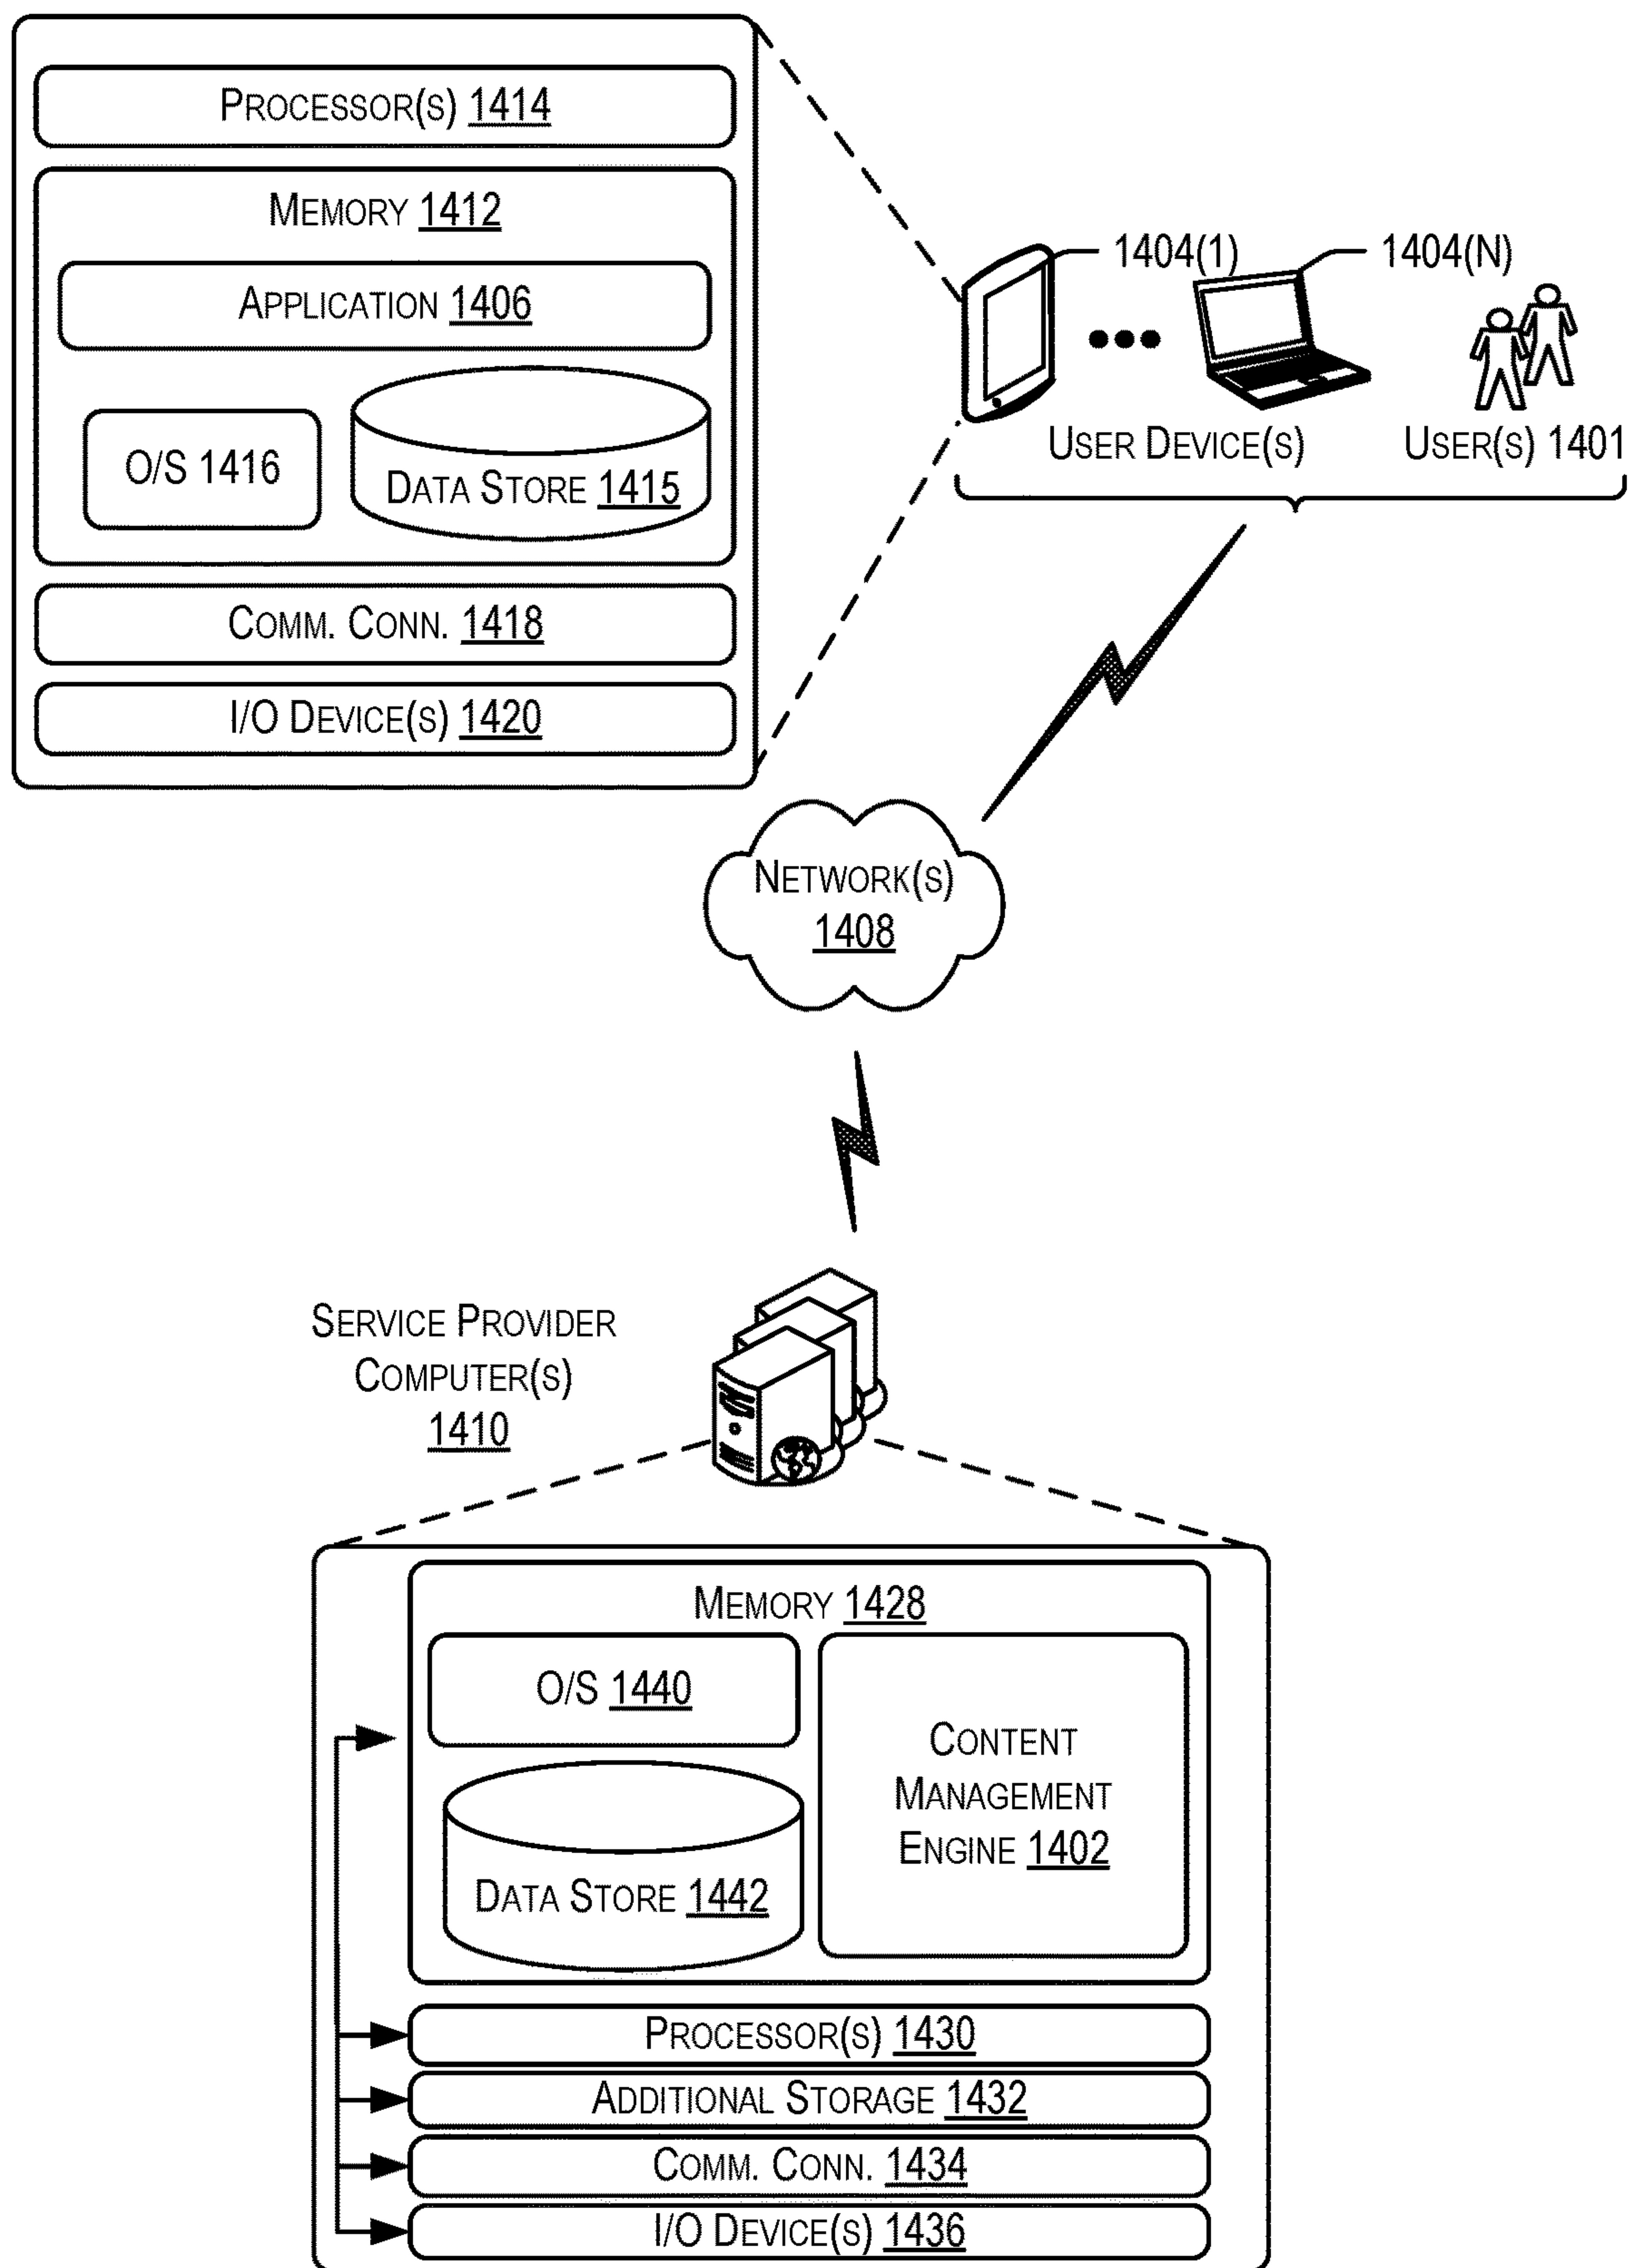 PROCESSOR(S) 1414
MEMORY 1412
APPLICATION 1406
O/S 1416
DATA STORE 1415
COMM. CONN. 1418
I/O DEVICE(S) 1420
1404(1)
1404(N)
USER DEVICE(S)
USER(S) 1401
NETWORK(S)
1408
SERVICE PROVIDER
COMPUTER(S)
1410
MEMORY 1428
O/S 1440
DATA STORE 1442
CONTENT
MANAGEMENT
ENGINE 1402
PROCESSOR(S) 1430
ADDITIONAL STORAGE 1432
COMM. CONN. 1434
I/O DEVICE(S) 1436